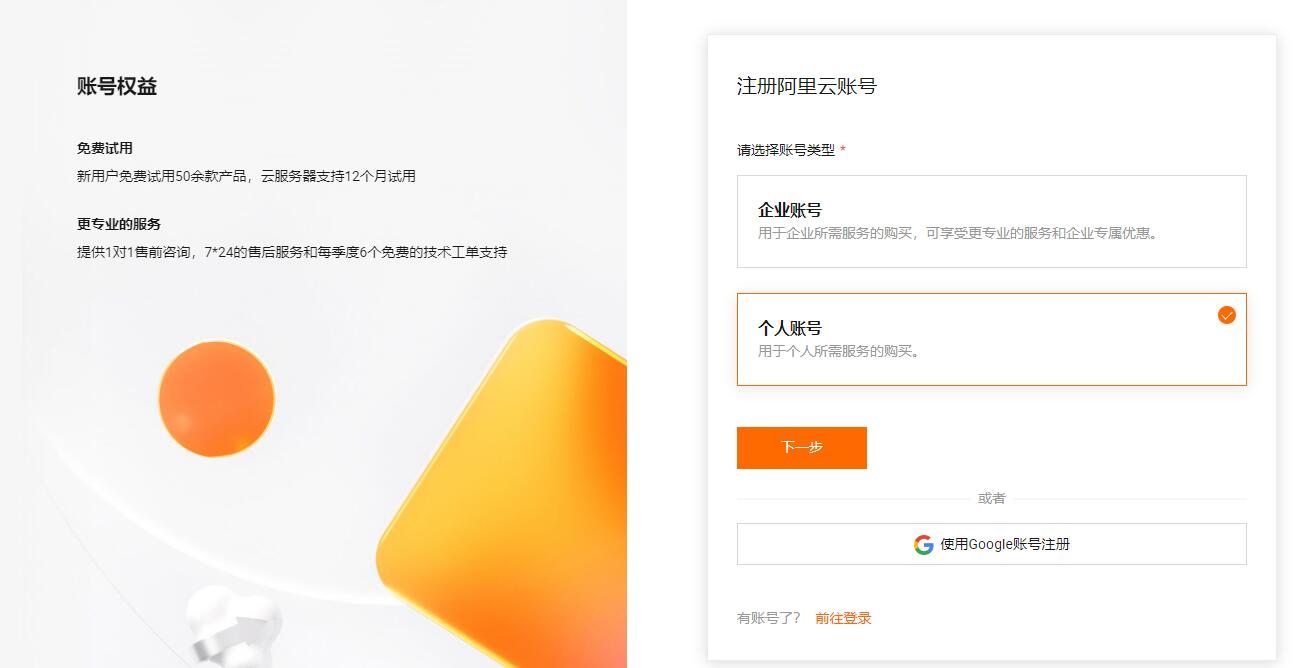 账号权益
免费试用
新用户免费试用50余款产品，云服务器支持12个月试用
更专业的服务
提供1对1售前咨询，7*24的售后服务和每季度6个免费的技术工单支持
注册阿里云账号
请选择账号类型 *
企业账号
用于企业所需服务的购买，可享受更专业的服务和企业专属优惠。
个人账号
用于个人所需服务的购买。
下一步
或者
使用Google账号注册
有账号了？ 前往登录